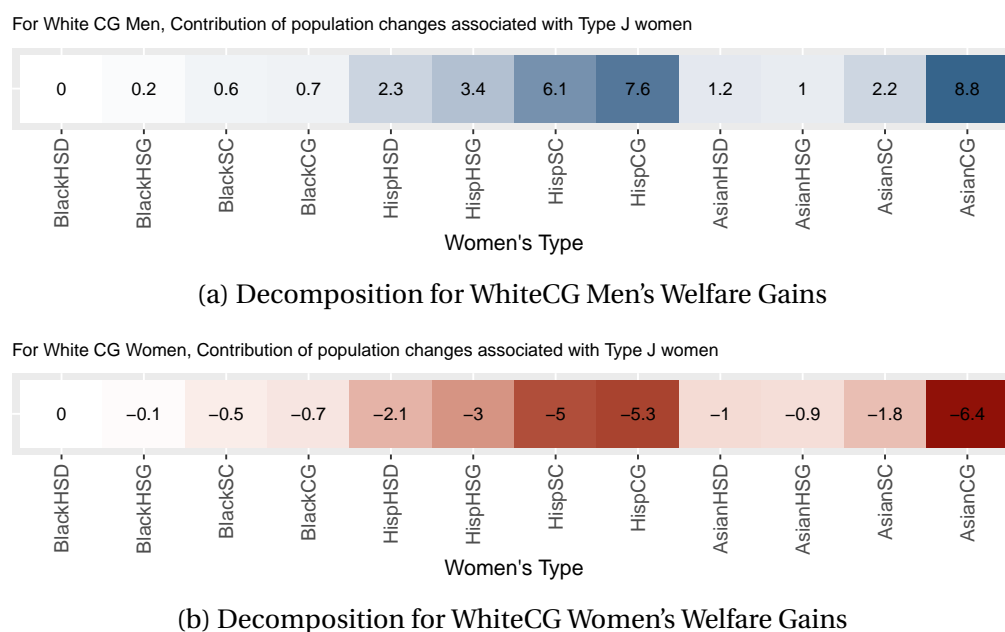 For White CG Men, Contribution of population changes associated with Type J women
0 0.2 0.6 0.7 2.3 3.4 6.1 7.6 1.2 1 2.2 8.8
BlackHSD BlackHSG BlackSC BlackCG HispHSD HispHSG HispSC HispCG AsianHSD AsianHSG AsianSC AsianCG
Women's Type
(a) Decomposition for WhiteCG Men’s Welfare Gains
For White CG Women, Contribution of population changes associated with Type J women
0 −0.1 −0.5 −0.7 −2.1 −3 −5 −5.3 −1 −0.9 −1.8 −6.4
BlackHSD BlackHSG BlackSC BlackCG HispHSD HispHSG HispSC HispCG AsianHSD AsianHSG AsianSC AsianCG
Women's Type
(b) Decomposition for WhiteCG Women’s Welfare Gains